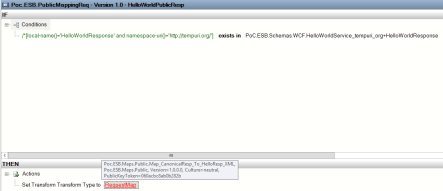 Poc.ESB.PublicMappingReq - Version 1.0 - HelloWorldPublicResp
IF
Conditions
/*[local-name()='HelloWorldResponse' and namespace-uri()='http://tempuri.org/'] exists in PoC.ESB.Schemas.WCF.HelloWorldService_tempuri_org+HelloWorldResponse
THEN
Poc.ESB.Maps.Public.Map_CanonicalResp_To_HelloResp_XML,
Poc.ESB.Maps.Public, Version=1.0.0.0, Culture=neutral,
Actions
Set Transform Transform Type to RequestMap